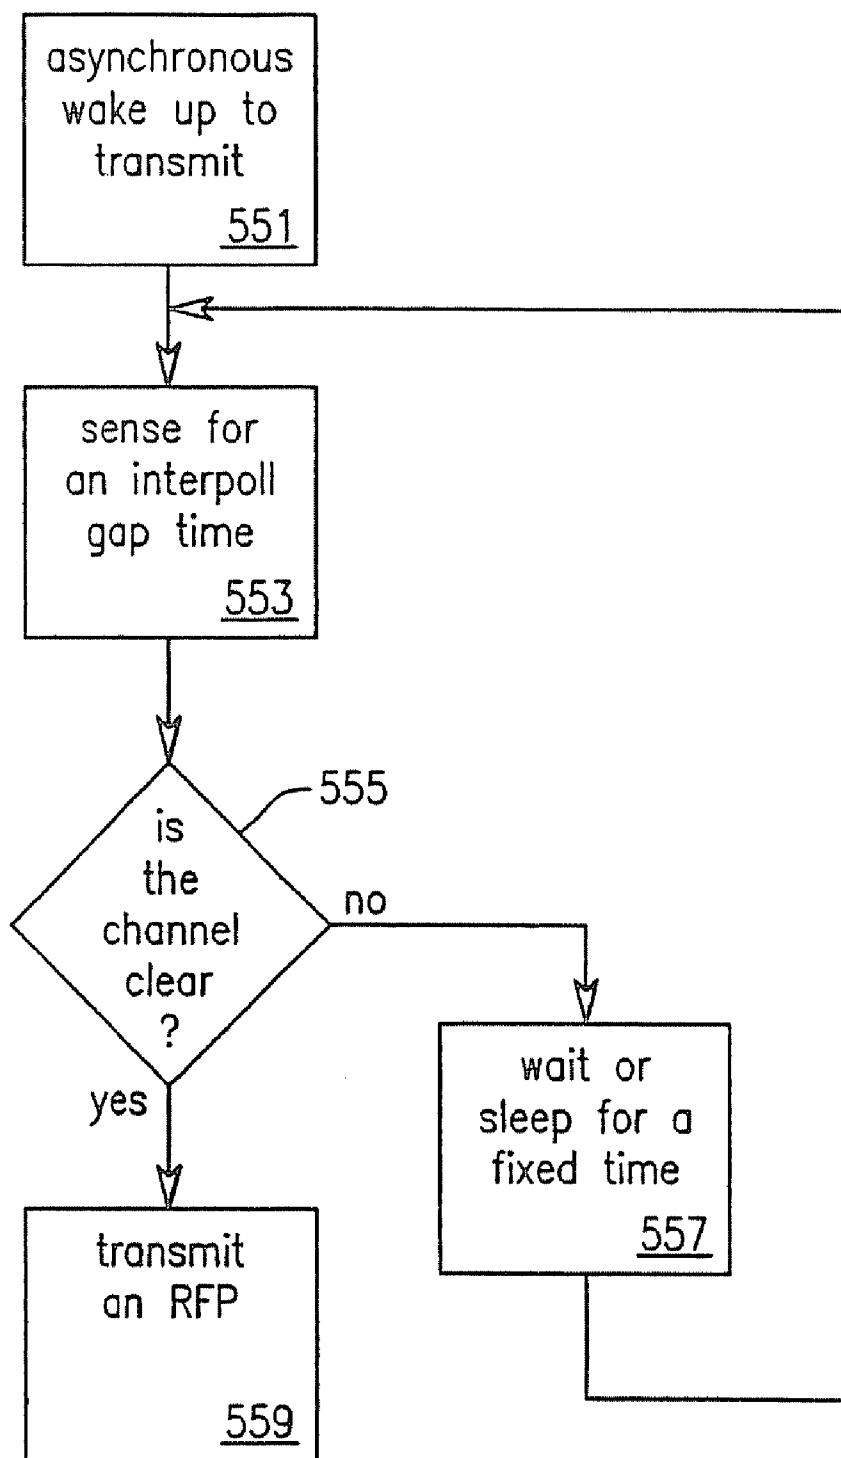 asynchronous
wake up to
transmit
551
sense for
an interpoll
gap time
553
555
is
the
channel
clear
?
no
yes
wait or
sleep for a
fixed time
557
transmit
an RFP
559